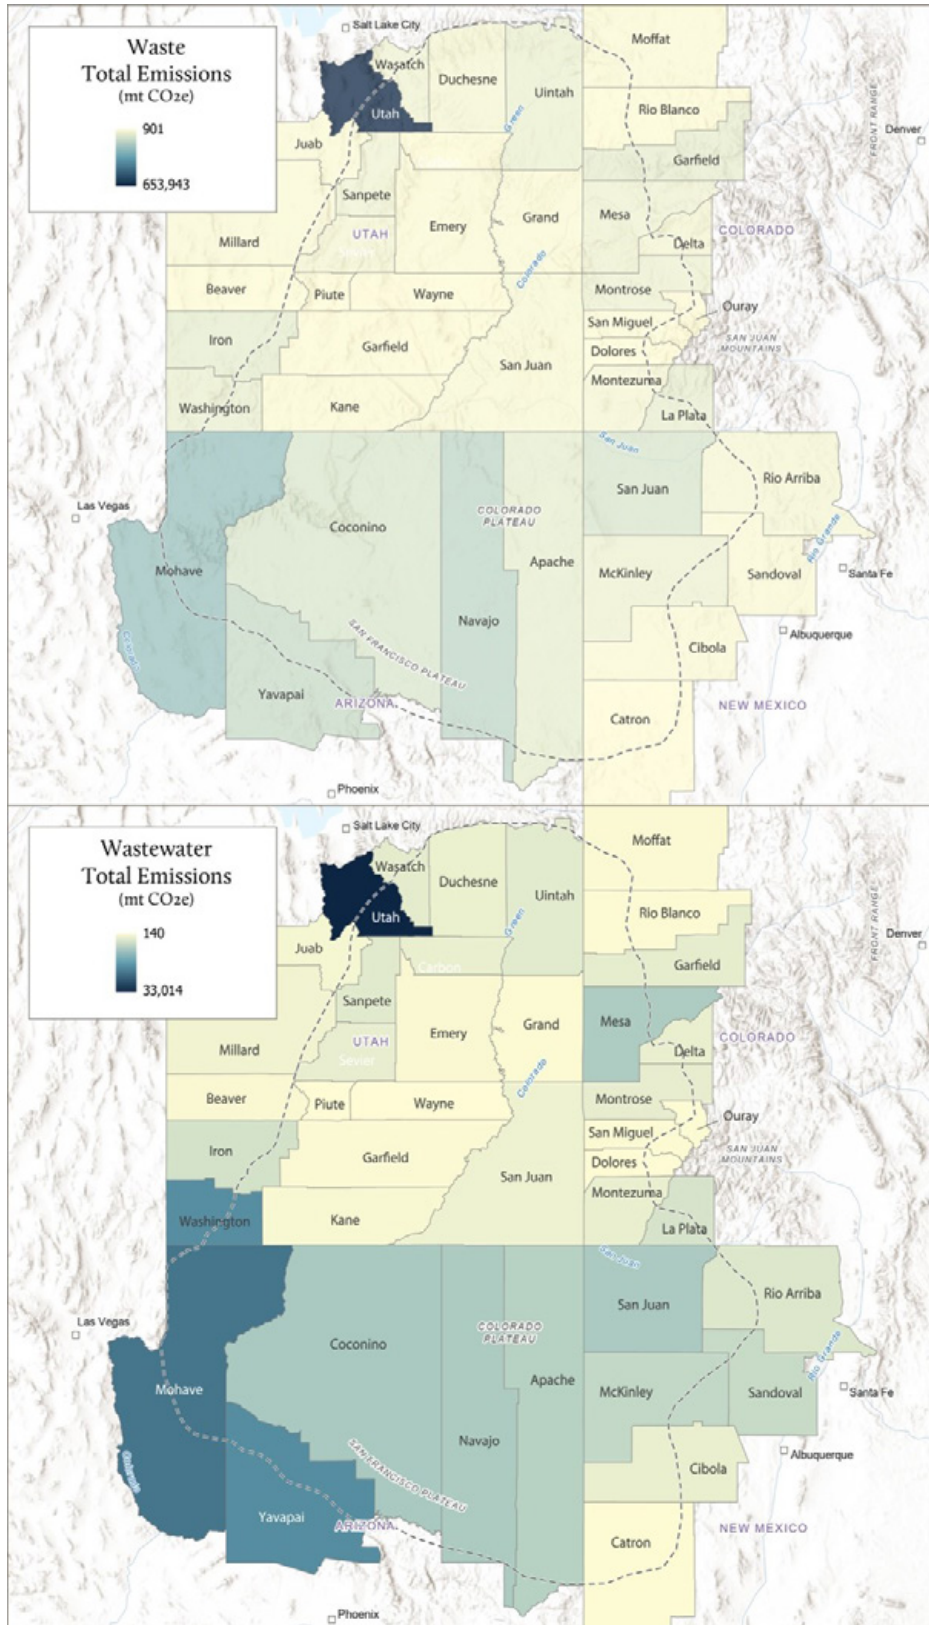 Waste
Total Emissions
(mt CO2e)
901
653,943
Salt Lake City
Wasatch
Duchesne
Uintah
Moffat
Rio Blanco
FRONT RANGE
Denver
Utah
Green
Juab
Garfield
Sanpete
UTAH
Emery
Grand
Mesa
Delta
COLORADO
Millard
Colorado
Beaver
Piute
Wayne
Montrose
Ouray
Iron
Garfield
San Miguel
SAN JUAN
MOUNTAINS
Dolores
San Juan
Montezuma
Washington
Kane
La Plata
San Juan
Rio Arriba
Las Vegas
San Juan
Coconino
COLORADO
PLATEAU
Mohave
Apache
McKinley
Sandoval
Rio Grande
Santa Fe
Navajo
Albuquerque
SAN FRANCISCO PLATEAU
Cibola
Yavapai
ARIZONA
Catron
NEW MEXICO
Phoenix
Wastewater
Total Emissions
(mt CO2e)
140
33,014
Salt Lake City
Wasatch
Duchesne
Uintah
Moffat
Rio Blanco
FRONT RANGE
Denver
Utah
Green
Juab
Carbon
Garfield
Sanpete
UTAH
Sevier
Emery
Grand
Mesa
Delta
COLORADO
Millard
Colorado
Beaver
Piute
Wayne
Montrose
Ouray
Iron
Garfield
San Miguel
SAN JUAN
MOUNTAINS
Dolores
San Juan
Montezuma
Washington
Kane
La Plata
San Juan
Rio Arriba
Las Vegas
San Juan
Coconino
COLORADO
PLATEAU
Mohave
Apache
McKinley
Sandoval
Rio Grande
Santa Fe
Navajo
Albuquerque
SAN FRANCISCO PLATEAU
Cibola
Colorado
Yavapai
ARIZONA
Catron
NEW MEXICO
Phoenix